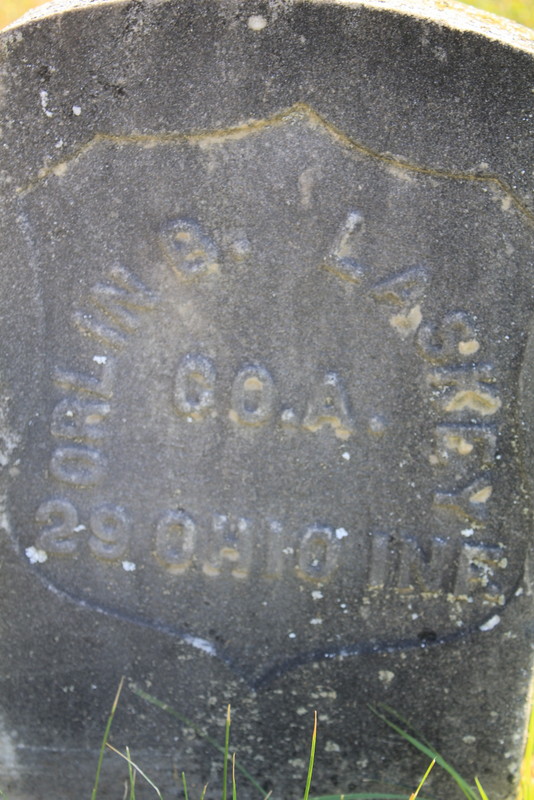 ORLIN B. LASKEY
CO. A.
29 OHIO INF.